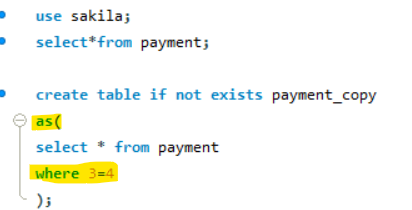 use sakila;
select*from payment;
create table if not exists payment_copy
as(
select * from payment
where 3=4
);